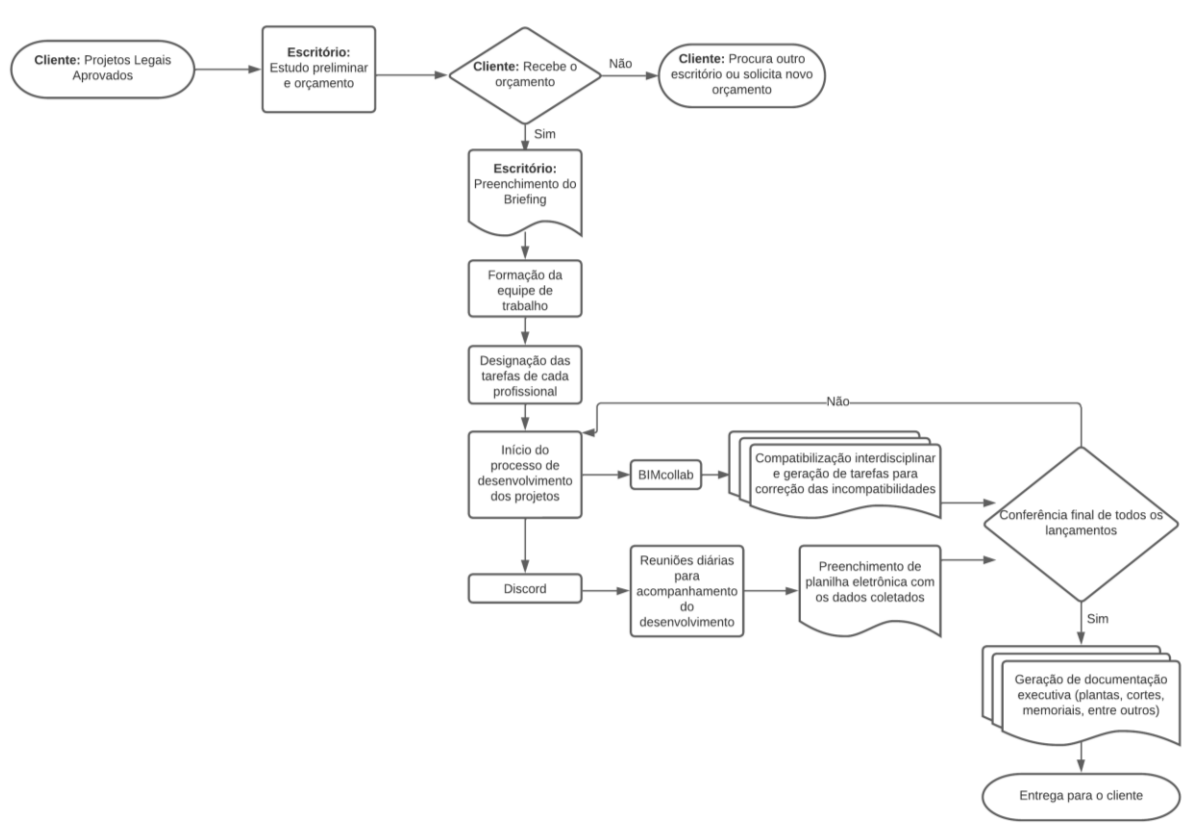 Cliente: Projetos Legais
Aprovados
Escritório:
Estudo preliminar
e orçamento
Cliente: Recebe o
orçamento
Não
Cliente: Procura outro
escritório ou solicita novo
orçamento
Sim
Escritório:
Preenchimento do
Briefing
Formação da
equipe de
trabalho
Designação das
tarefas de cada
profissional
Não
Início do
processo de
desenvolvimento
dos projetos
BIMcollab
Compatibilização interdisciplinar
e geração de tarefas para
correção das incompatibilidades
Conferência final de todos os
lançamentos
Discord
Reuniões diárias
para
acompanhamento
do
desenvolvimento
Preenchimento de
planilha eletrônica com
os dados coletados
Sim
Geração de documentação
executiva (plantas, cortes,
memoriais, entre outros)
Entrega para o cliente